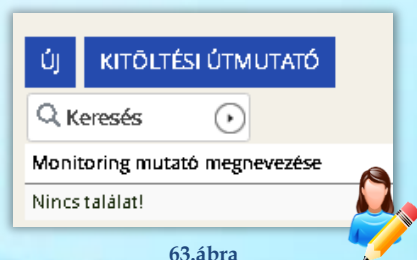 ÚJ KITÖLTÉSI ÚTMUTATÓ
Keresés
Monitoring mutató megnevezése
Nincs találat!
63.ábra